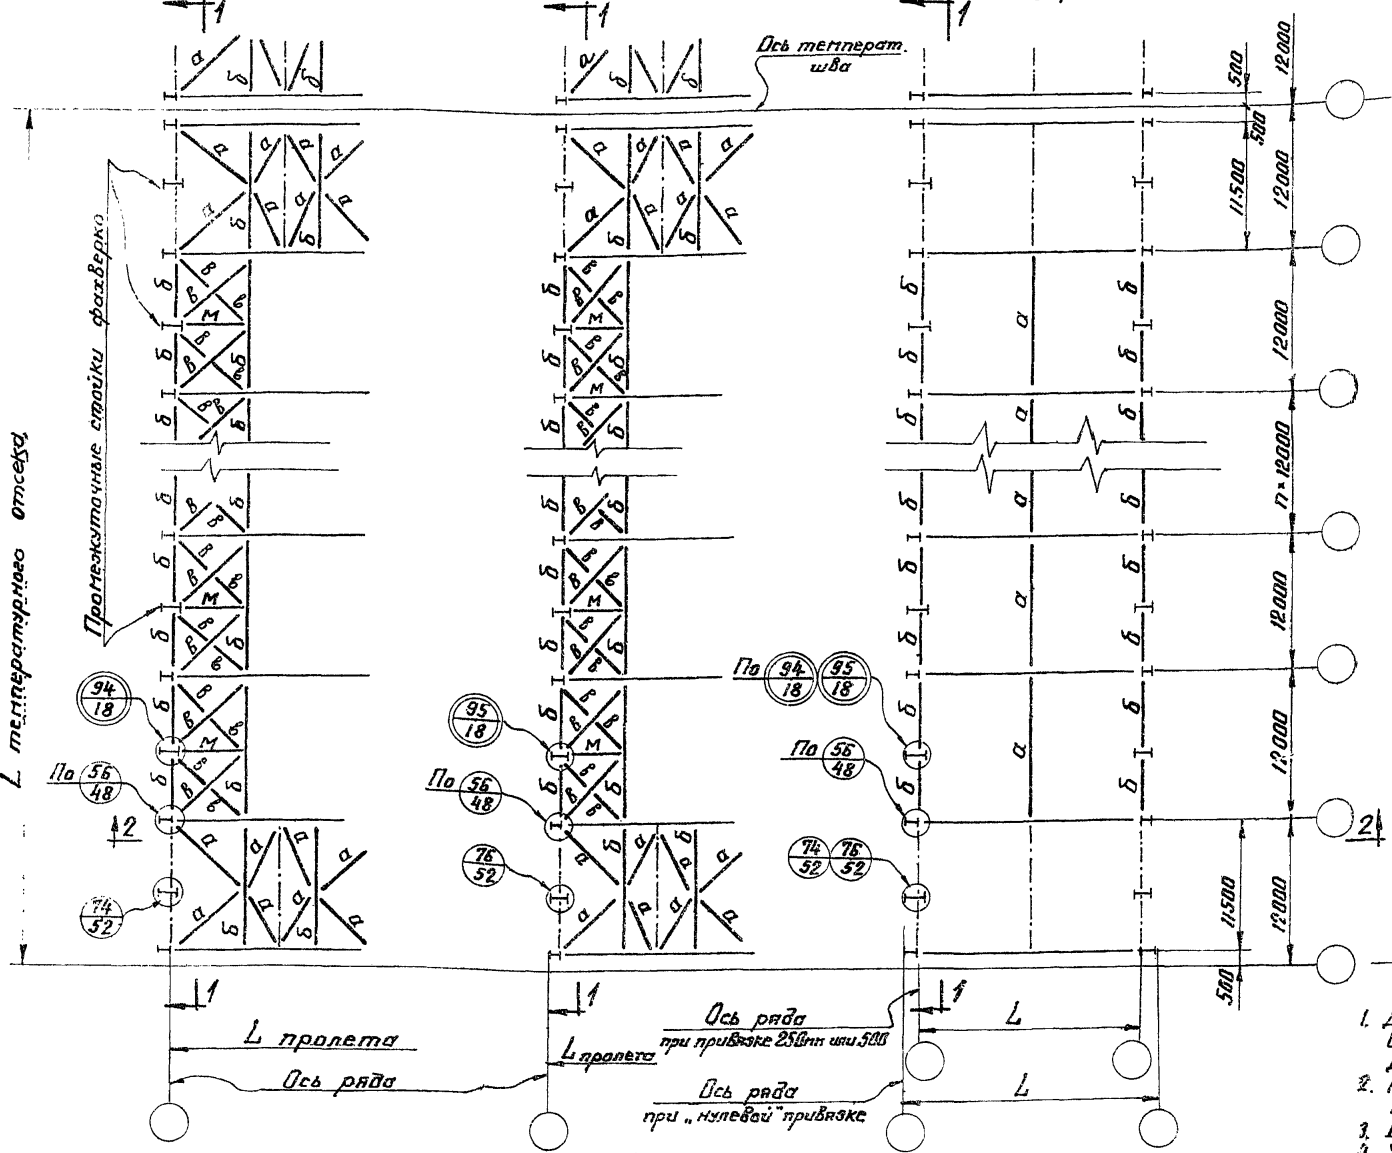 1
1
1
Ось температ.
шва
500
12000
500
11500
12000
12000
n×12000
12000
12000
11500
12000
500
а
б
б
а
б
б
а
а
а
а
а
а
а
а
б
б
а
а
а
а
а
а
а
а
б
б
б
в
в
в
М
б
в
в
б
в
б
в
в
б
в
в
в
М
б
в
б
в
М
б
в
в
б
б
б
а
б
б
б
б
б
а
б
Промежуточные стойки фахверка
L температурного отсека
б
в
в
б
б
в
в
в
М
б
в
в
б
в
б
в
в
б
в
в
в
М
б
в
в
б
в
б
а
б
б
б
а
б
б
б
94
18
б
в
в
в
М
По 56
48
б
в
в
б
в
2
95
18
б
в
в
в
М
По 56
48
б
в
в
б
в
По 94
18
95
18
б
а
б
По 56
48
б
б
2
74
52
а
а
а
а
а
б
а
а
б
а
76
52
а
б
а
а
б
а
а
а
а
а
74
52
76
52
1
1
1
L пролета
L пролета
Ось ряда
Ось ряда
при привязке 250мм или 500
L
Ось ряда
при „нулевой" привязке
L
1.
2.
3.